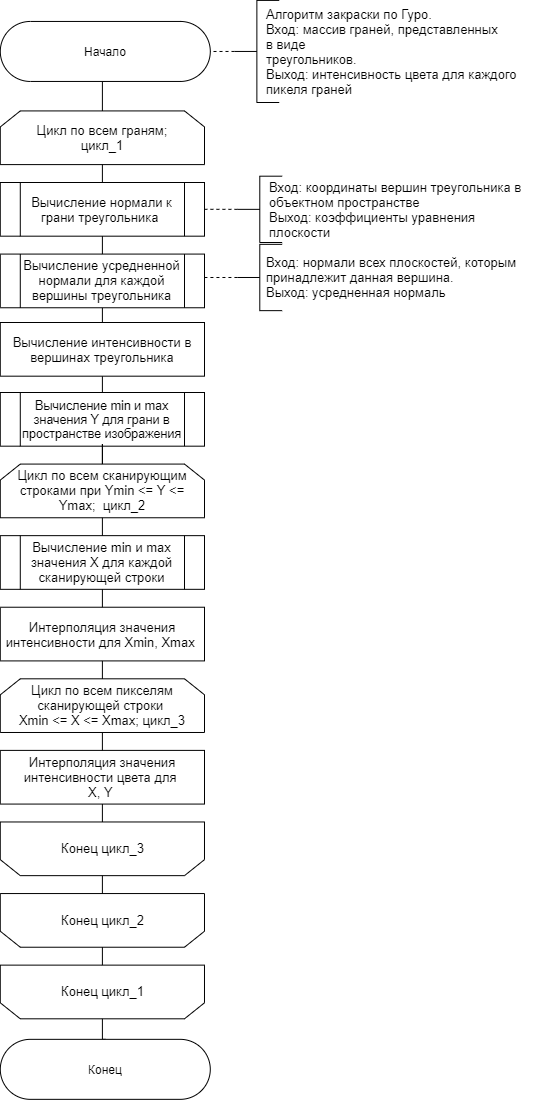 Начало
Алгоритм закраски по Гуро.
Вход: массив граней, представленных
в виде
треугольников.
Выход: интенсивность цвета для каждого
пикеля граней
Цикл по всем граням;
цикл_1
Вычисление нормали к
грани треугольника
Вход: координаты вершин треугольника в
объектном пространстве
Выход: коэффициенты уравнения
плоскости
Вычисление усредненной
нормали для каждой
вершины треугольника
Вход: нормали всех плоскостей, которым
принадлежит данная вершина.
Выход: усредненная нормаль
Вычисление интенсивности в
вершинах треугольника
Вычисление min и max
значения Y для грани в
пространстве изображения
Цикл по всем сканирующим
строками при Ymin <= Y <=
Ymax; цикл_2
Вычисление min и max
значения X для каждой
сканирующей строки
Интерполяция значения
интенсивности для Xmin, Xmax
Цикл по всем пикселям
сканирующей строки
Xmin <= X <= Xmax; цикл_3
Интерполяция значения
интенсивности цвета для
X, Y
Конец цикл_3
Конец цикл_2
Конец цикл_1
Конец